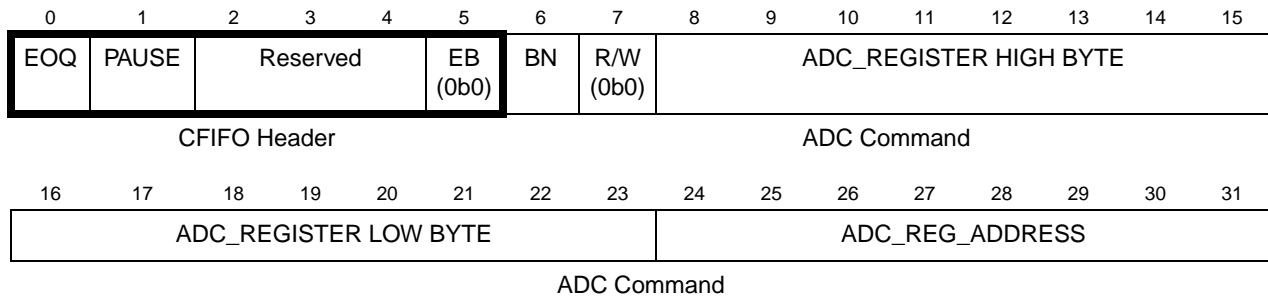 0 1 2 3 4 5 6 7 8 9 10 11 12 13 14 15
EOQ PAUSE Reserved EB BN R/W ADC_REGISTER HIGH BYTE
(0b0) (0b0)
CFIFO Header ADC Command
16 17 18 19 20 21 22 23 24 25 26 27 28 29 30 31
ADC_REGISTER LOW BYTE ADC_REG_ADDRESS
ADC Command